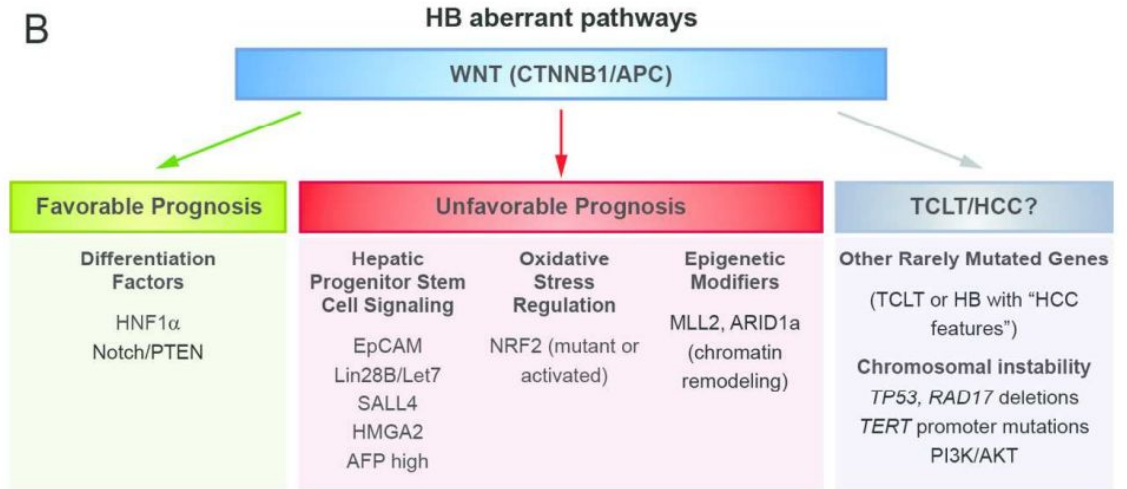 B
HB aberrant pathways
WNT (CTNNB1/APC)
Favorable Prognosis
Differentiation
Factors
HNF1α
Notch/PTEN
Unfavorable Prognosis
Hepatic
Progenitor Stem
Cell Signaling
EpCAM
Lin28B/Let7
SALL4
HMGA2
AFP high
Oxidative
Stress
Regulation
NRF2 (mutant or
activated)
Epigenetic
Modifiers
MLL2, ARID1a
(chromatin
remodeling)
TCLT/HCC?
Other Rarely Mutated Genes
(TCLT or HB with “HCC
features”)
Chromosomal instability
TP53, RAD17 deletions
TERT promoter mutations
PI3K/AKT